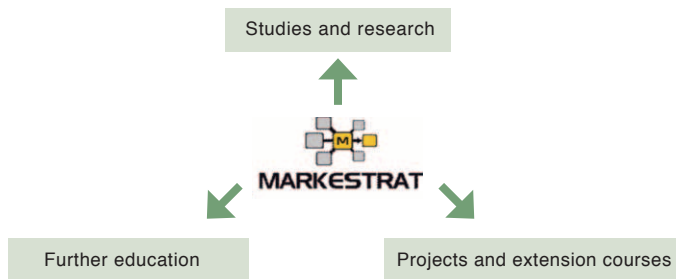 Studies and research
M
MARKESTRAT
Further education
Projects and extension courses